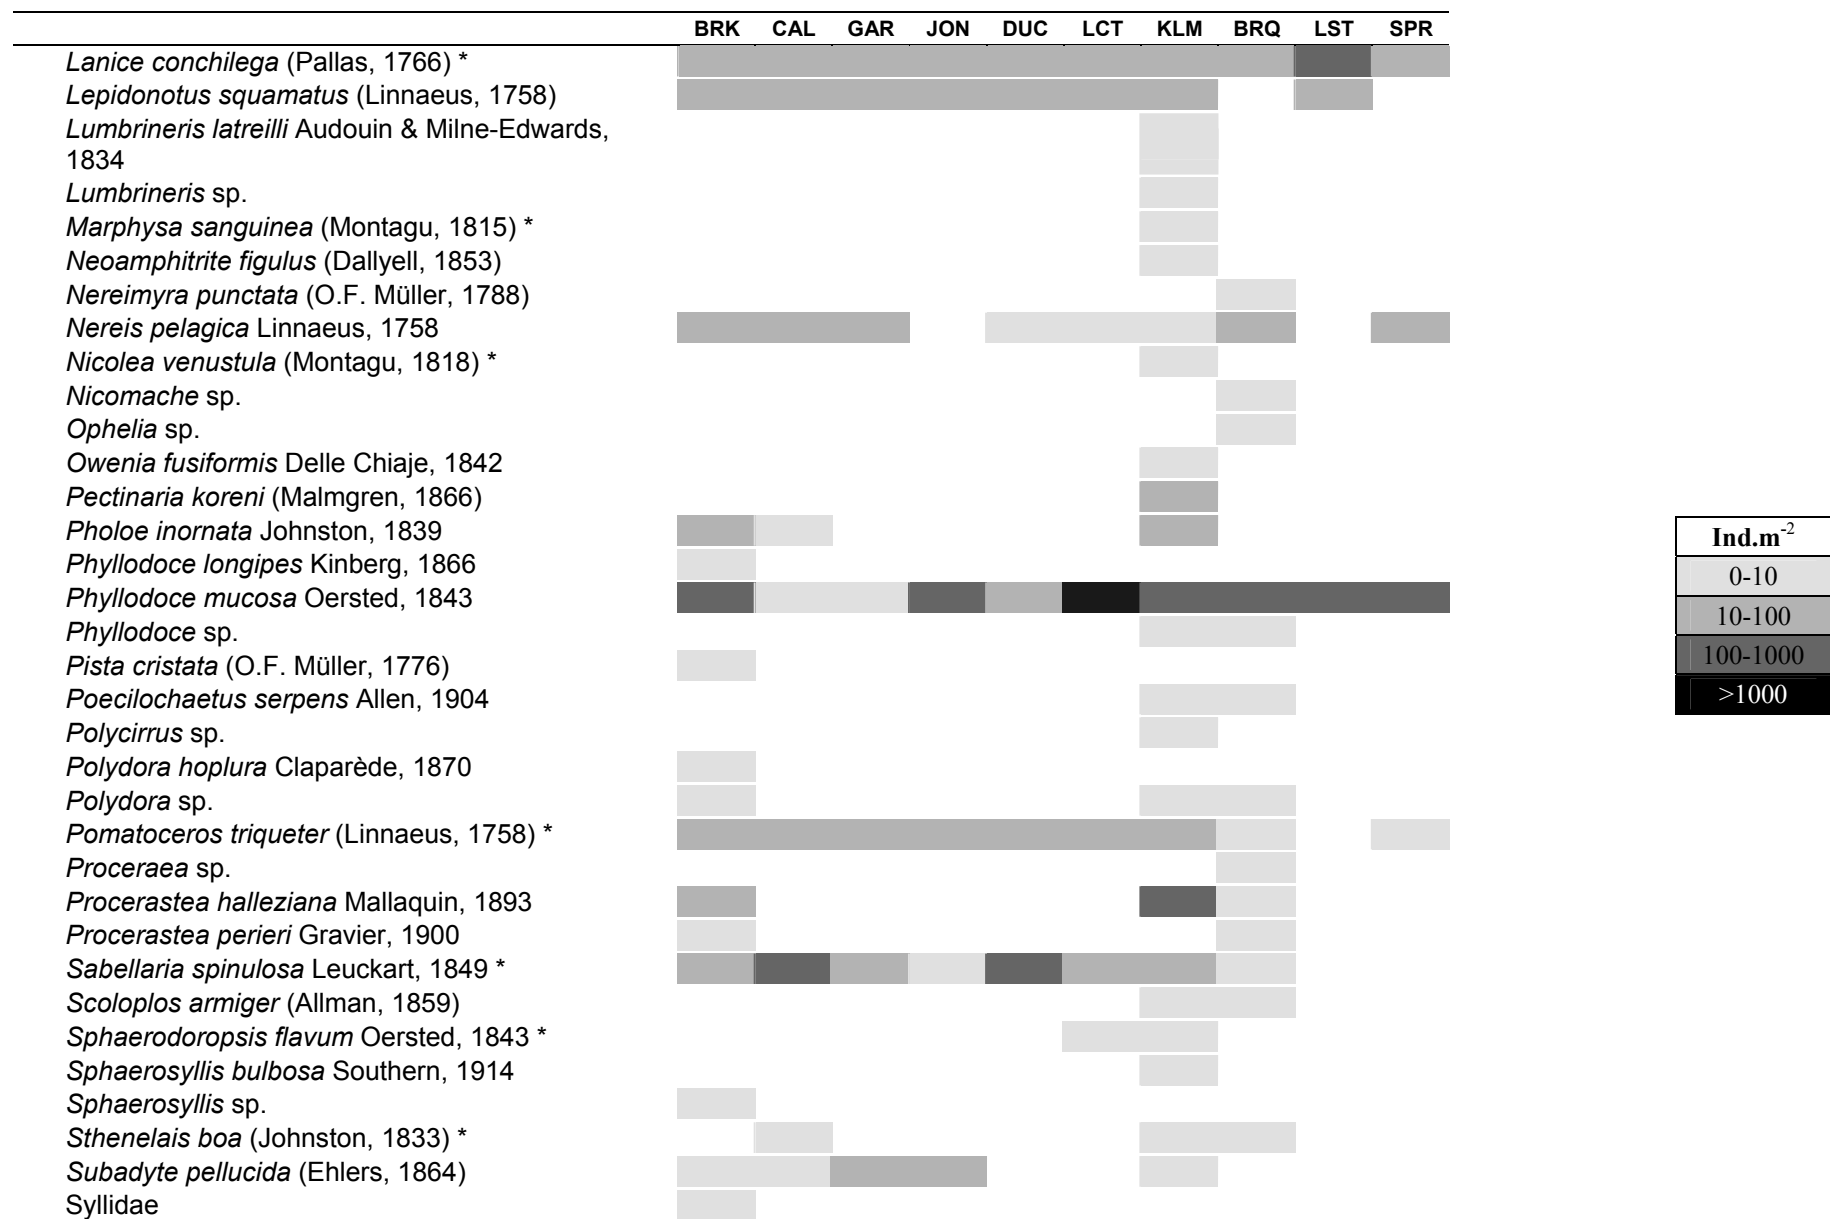 BRK CAL GAR JON DUC LCT KLM BRQ LST SPR
Lanice conchilega (Pallas, 1766) *
Lepidonotus squamatus (Linnaeus, 1758)
Lumbrineris latreilli Audouin & Milne-Edwards,
1834
Lumbrineris sp.
Marphysa sanguinea (Montagu, 1815) *
Neoamphitrite figulus (Dallyell, 1853)
Nereimyra punctata (O.F. Müller, 1788)
Nereis pelagica Linnaeus, 1758
Nicolea venustula (Montagu, 1818) *
Nicomache sp.
Ophelia sp.
Owenia fusiformis Delle Chiaje, 1842
Pectinaria koreni (Malmgren, 1866)
Pholoe inornata Johnston, 1839
Phyllodoce longipes Kinberg, 1866
Phyllodoce mucosa Oersted, 1843
Phyllodoce sp.
Pista cristata (O.F. Müller, 1776)
Poecilochaetus serpens Allen, 1904
Polycirrus sp.
Polydora hoplura Claparède, 1870
Polydora sp.
Pomatoceros triqueter (Linnaeus, 1758) *
Proceraea sp.
Procerastea halleziana Mallaquin, 1893
Procerastea perieri Gravier, 1900
Sabellaria spinulosa Leuckart, 1849 *
Scoloplos armiger (Allman, 1859)
Sphaerodoropsis flavum Oersted, 1843 *
Sphaerosyllis bulbosa Southern, 1914
Sphaerosyllis sp.
Sthenelais boa (Johnston, 1833) *
Subadyte pellucida (Ehlers, 1864)
Syllidae
Ind.m-2
0-10
10-100
100-1000
>1000